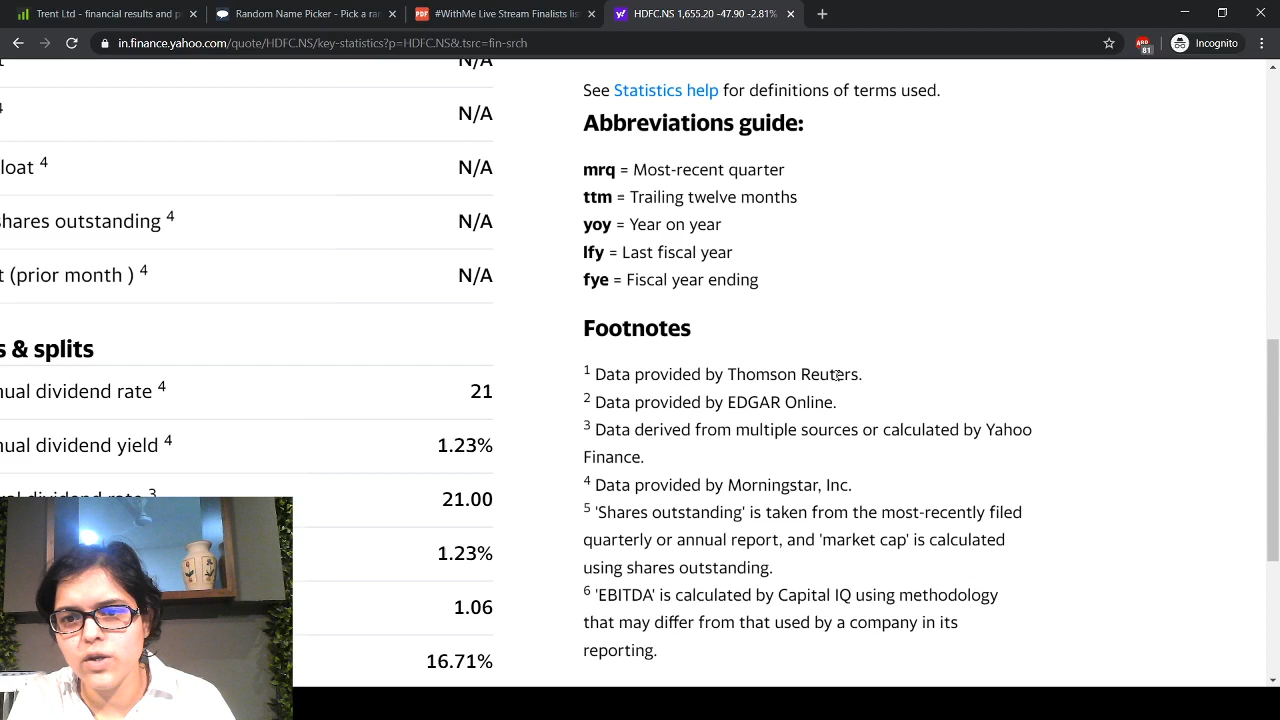 Trent Ltd - financial results and p
Random Name Picker - Pick a ra
#WithMe Live Stream Finalists lis
HDFC.NS 1,655.20 -47.90 -2.81%
in.finance.yahoo.com/quote/HDFC.NS/key-statistics?p=HDFC.NS&.tsrc=fin-srch
81
Incognito
N/A
4 N/A
loat 4 N/A
shares outstanding 4 N/A
t (prior month ) 4 N/A
s & splits
nual dividend rate 4 21
nual dividend yield 4 1.23%
dividend rate 3 21.00
1.23%
1.06
16.71%
See Statistics help for definitions of terms used.
Abbreviations guide:
mrq = Most-recent quarter
ttm = Trailing twelve months
yoy = Year on year
lfy = Last fiscal year
fye = Fiscal year ending
Footnotes
1 Data provided by Thomson Reuters.
2 Data provided by EDGAR Online.
3 Data derived from multiple sources or calculated by Yahoo
Finance.
4 Data provided by Morningstar, Inc.
5 'Shares outstanding' is taken from the most-recently filed
quarterly or annual report, and 'market cap' is calculated
using shares outstanding.
6 'EBITDA' is calculated by Capital IQ using methodology
that may differ from that used by a company in its
reporting.